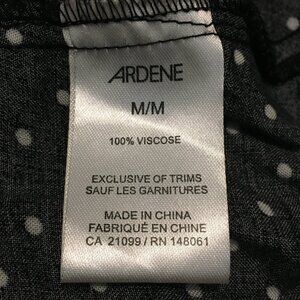 ARDENE
M/M
100% VISCOSE
EXCLUSIVE OF TRIMS
SAUF LES GARNITURES
MADE IN CHINA
FABRIQUÉ EN CHINE
CA 21099 / RN 148061